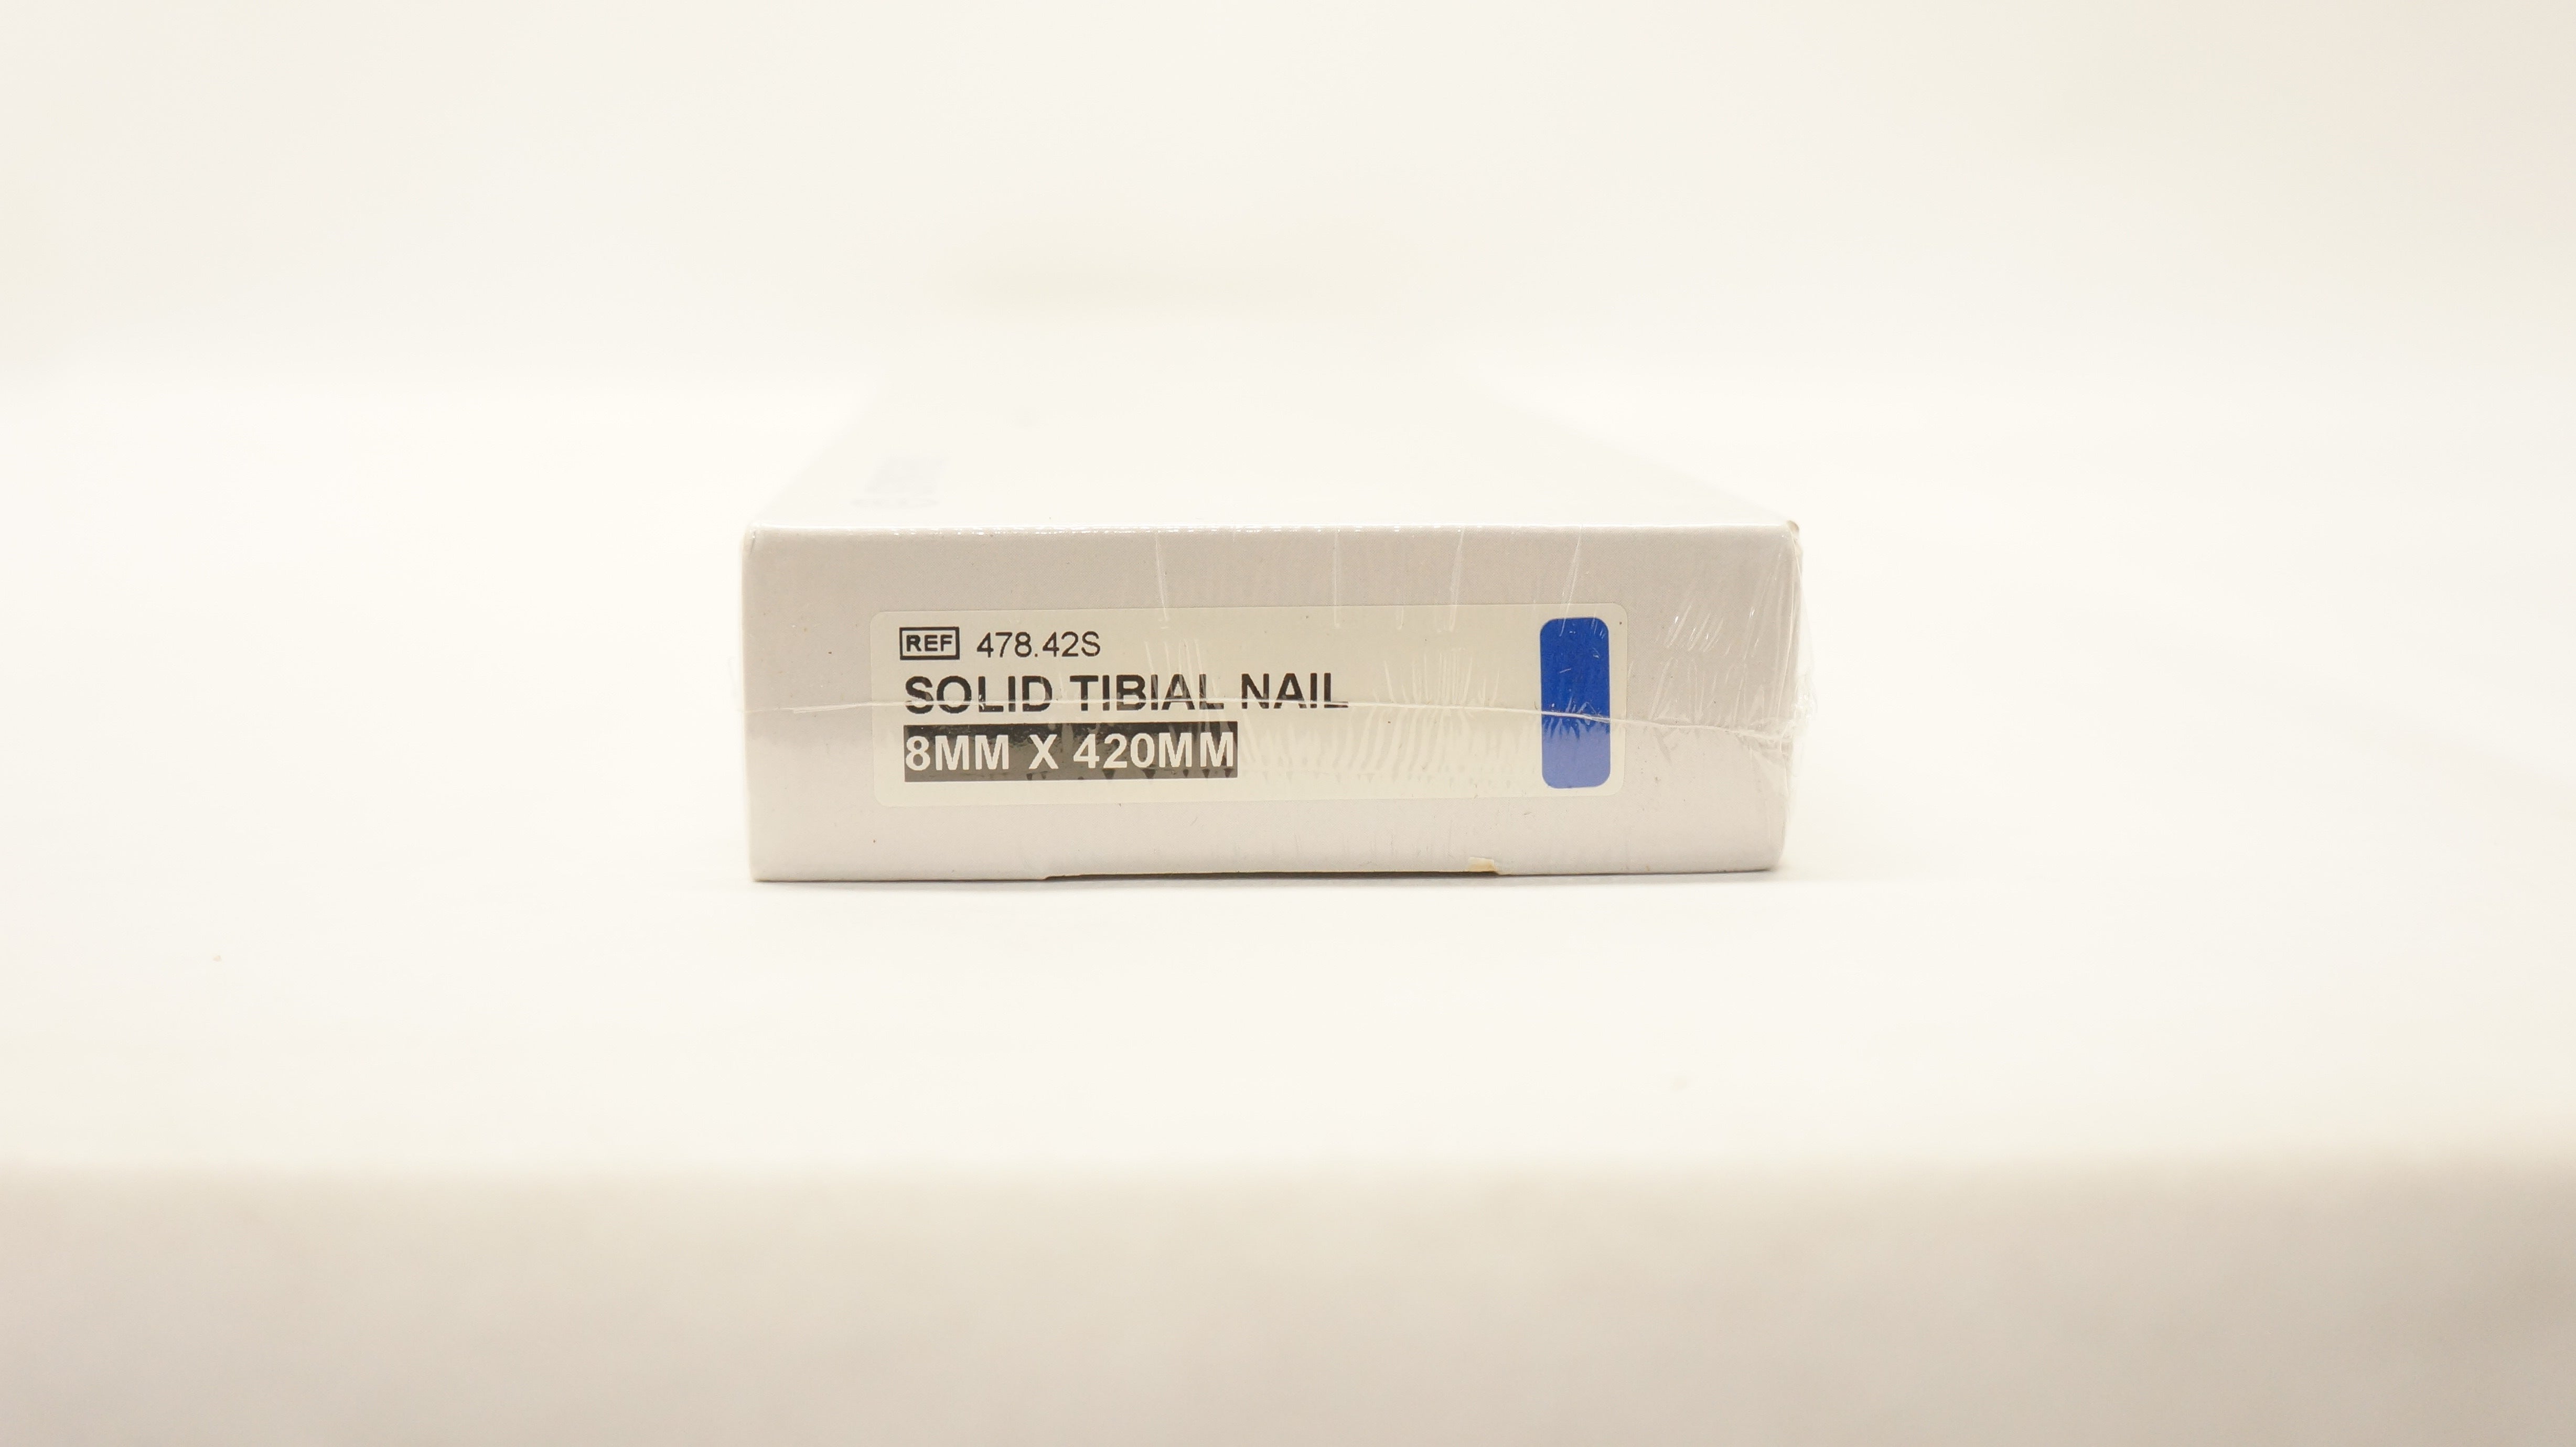 REF 478.42S
SOLID TIBIAL NAIL
8MM X 420MM